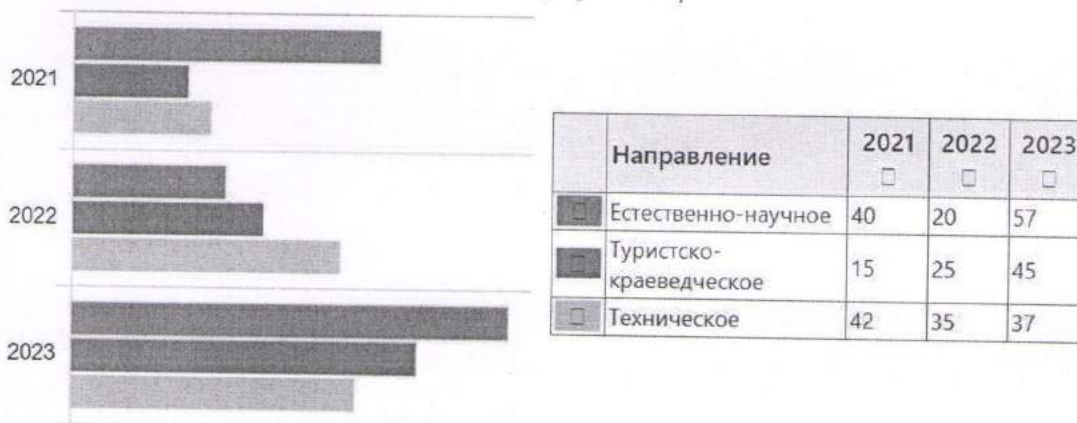 2021
2022
2023
Направление 2021 2022 2023
Естественно-научное 40 20 57
Туристско-
краеведческое 15 25 45
Техническое 42 35 37